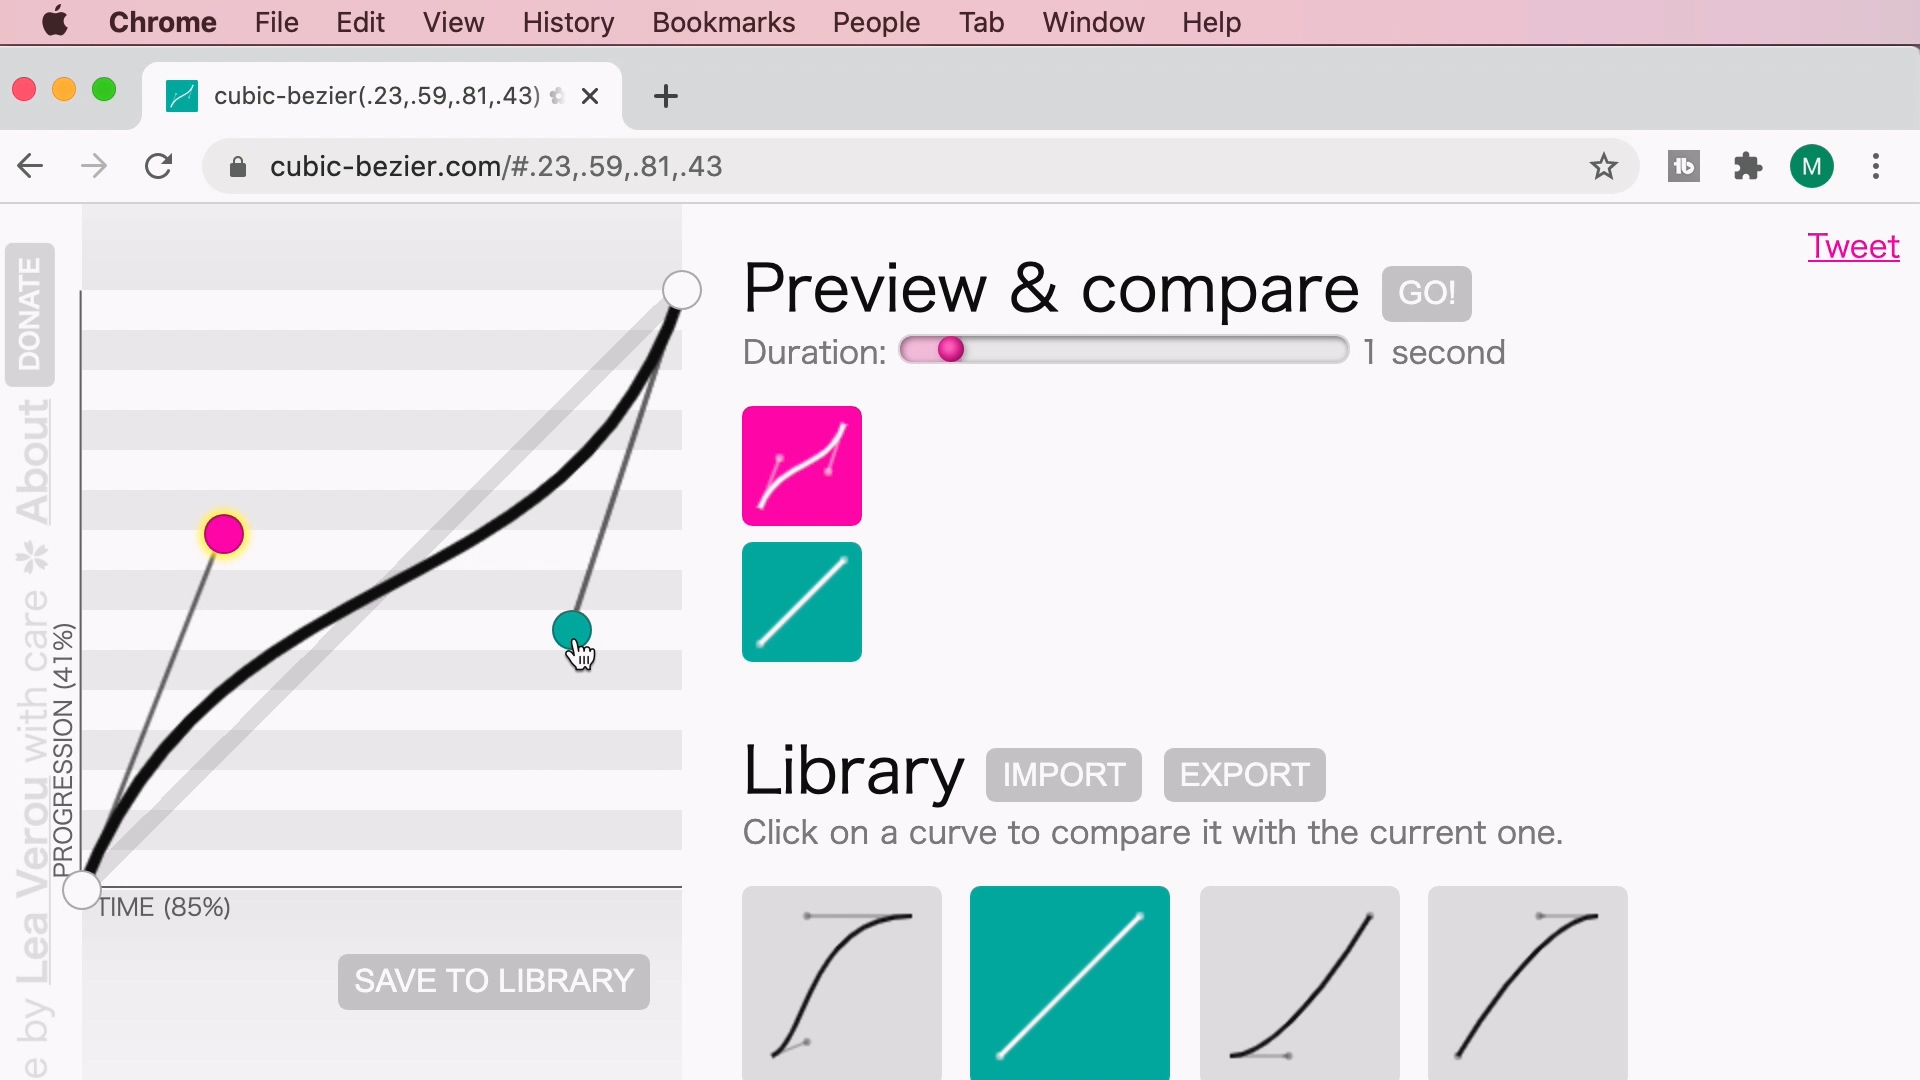 Chrome File Edit View History Bookmarks People Tab Window Help
cubic-bezier(.23,.59,.81,.43)
cubic-bezier.com/#.23,.59,.81,.43
tb
M
DONATE
e by Lea Verou with care ✲ About
PROGRESSION (41%)
TIME (85%)
SAVE TO LIBRARY
Tweet
Preview & compare GO!
Duration: 1 second
Library IMPORT EXPORT
Click on a curve to compare it with the current one.